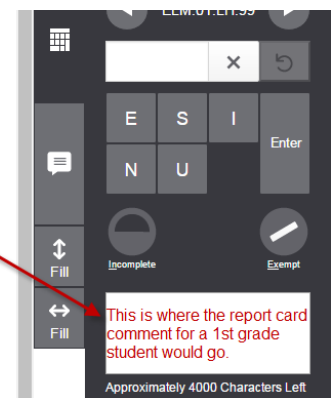 ELM.01.LH.99
E S I
Enter
N U
Fill
Incomplete
Exempt
Fill
This is where the report card
comment for a 1st grade
student would go.
Approximately 4000 Characters Left